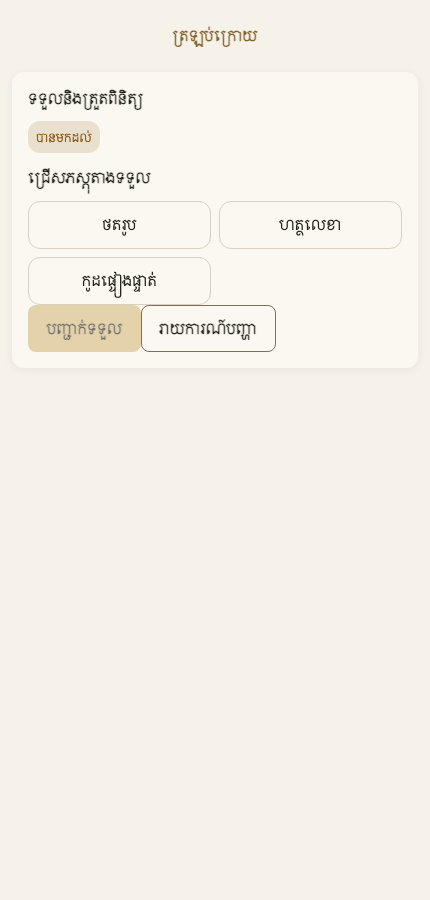 ត្រឡប់ក្រោយ
ទទួលនិងត្រួតពិនិត្យ
បានមកដល់
ជ្រើសភស្តុតាងទទួល
ថតរូប
ហត្ថលេខា
កូដផ្ទៀងផ្ទាត់
បញ្ជាក់ទទួល
រាយការណ៍បញ្ហា